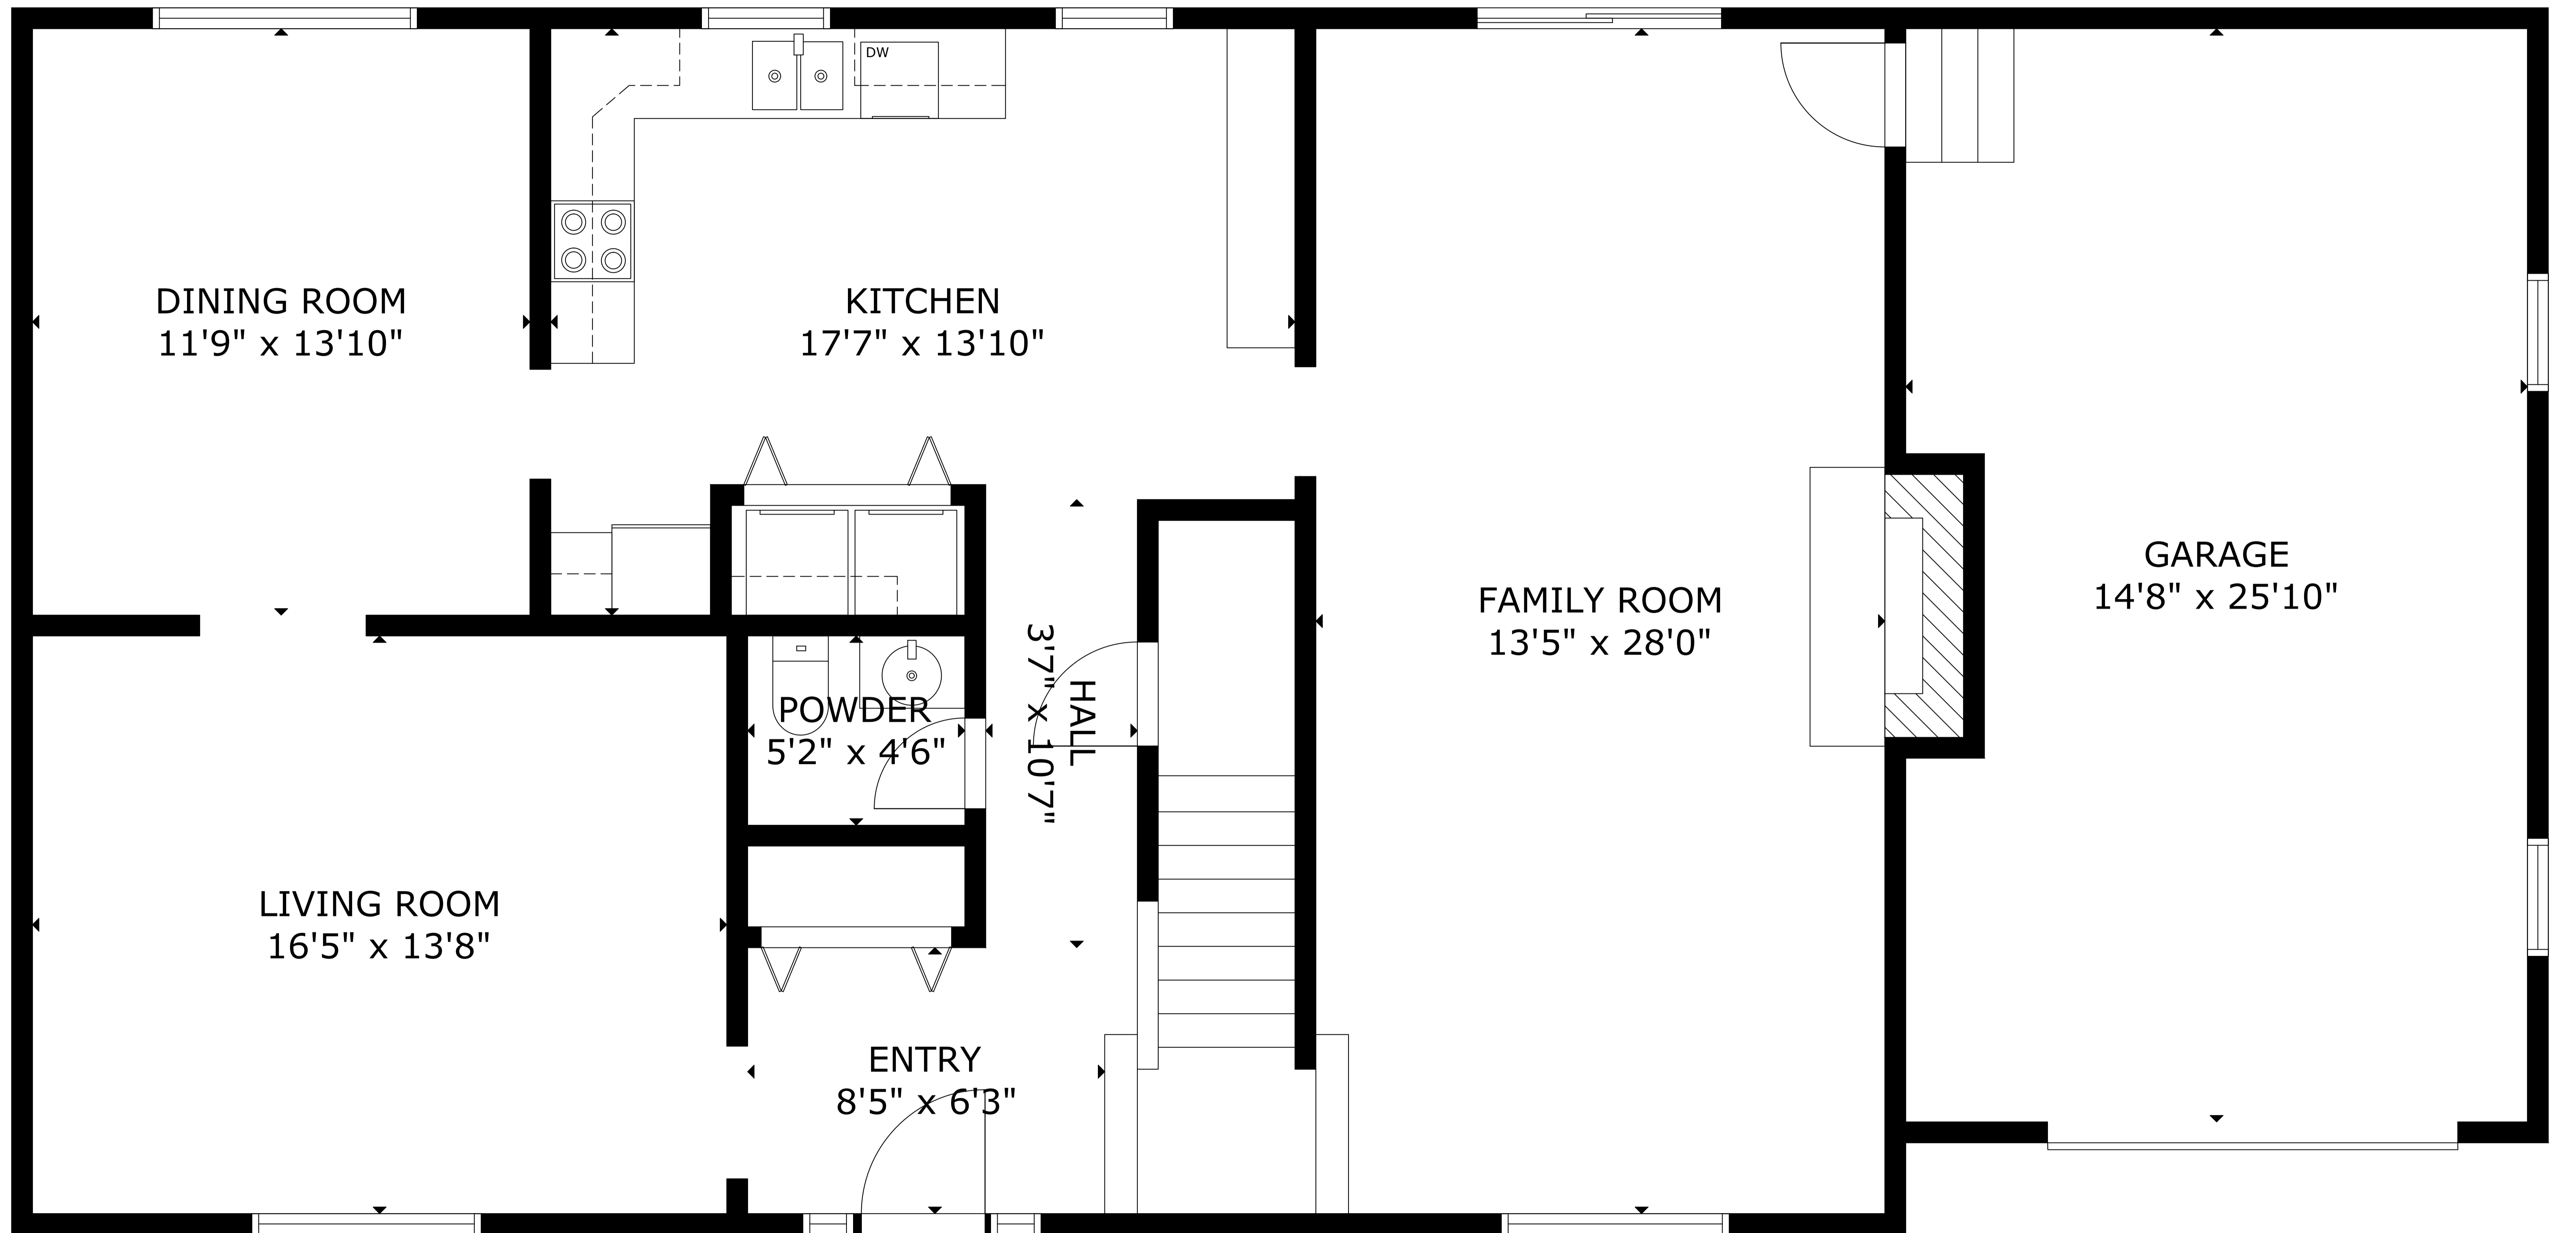 DW
DINING ROOM
11'9" x 13'10"
KITCHEN
17'7" x 13'10"
GARAGE
14'8" x 25'10"
FAMILY ROOM
13'5" x 28'0"
HALL
3'7" x 10'7"
POWDER
5'2" x 4'6"
LIVING ROOM
16'5" x 13'8"
ENTRY
8'5" x 6'3"